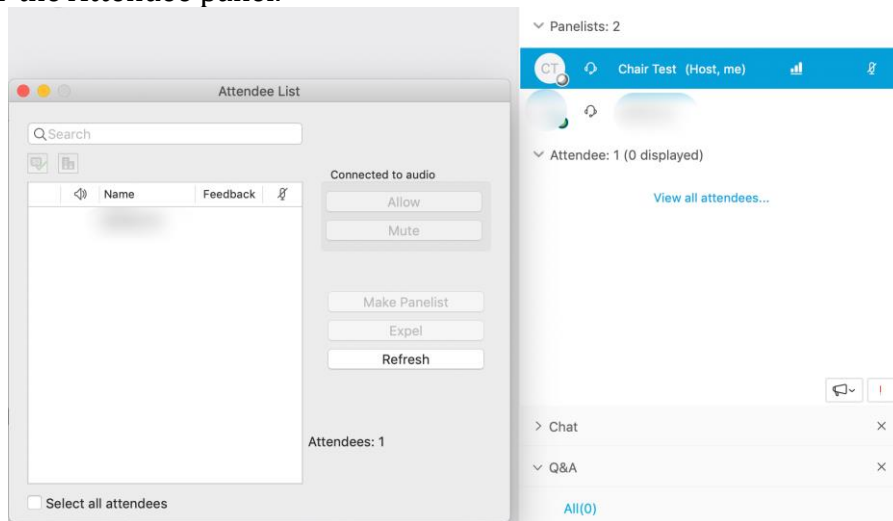 the Attendee panel.
Attendee List
Search
Name Feedback
Connected to audio
Allow
Mute
Make Panelist
Expel
Refresh
Attendees: 1
Select all attendees
Panelists: 2
CT Chair Test (Host, me)
Attendee: 1 (0 displayed)
View all attendees...
Chat
Q&A
All(0)